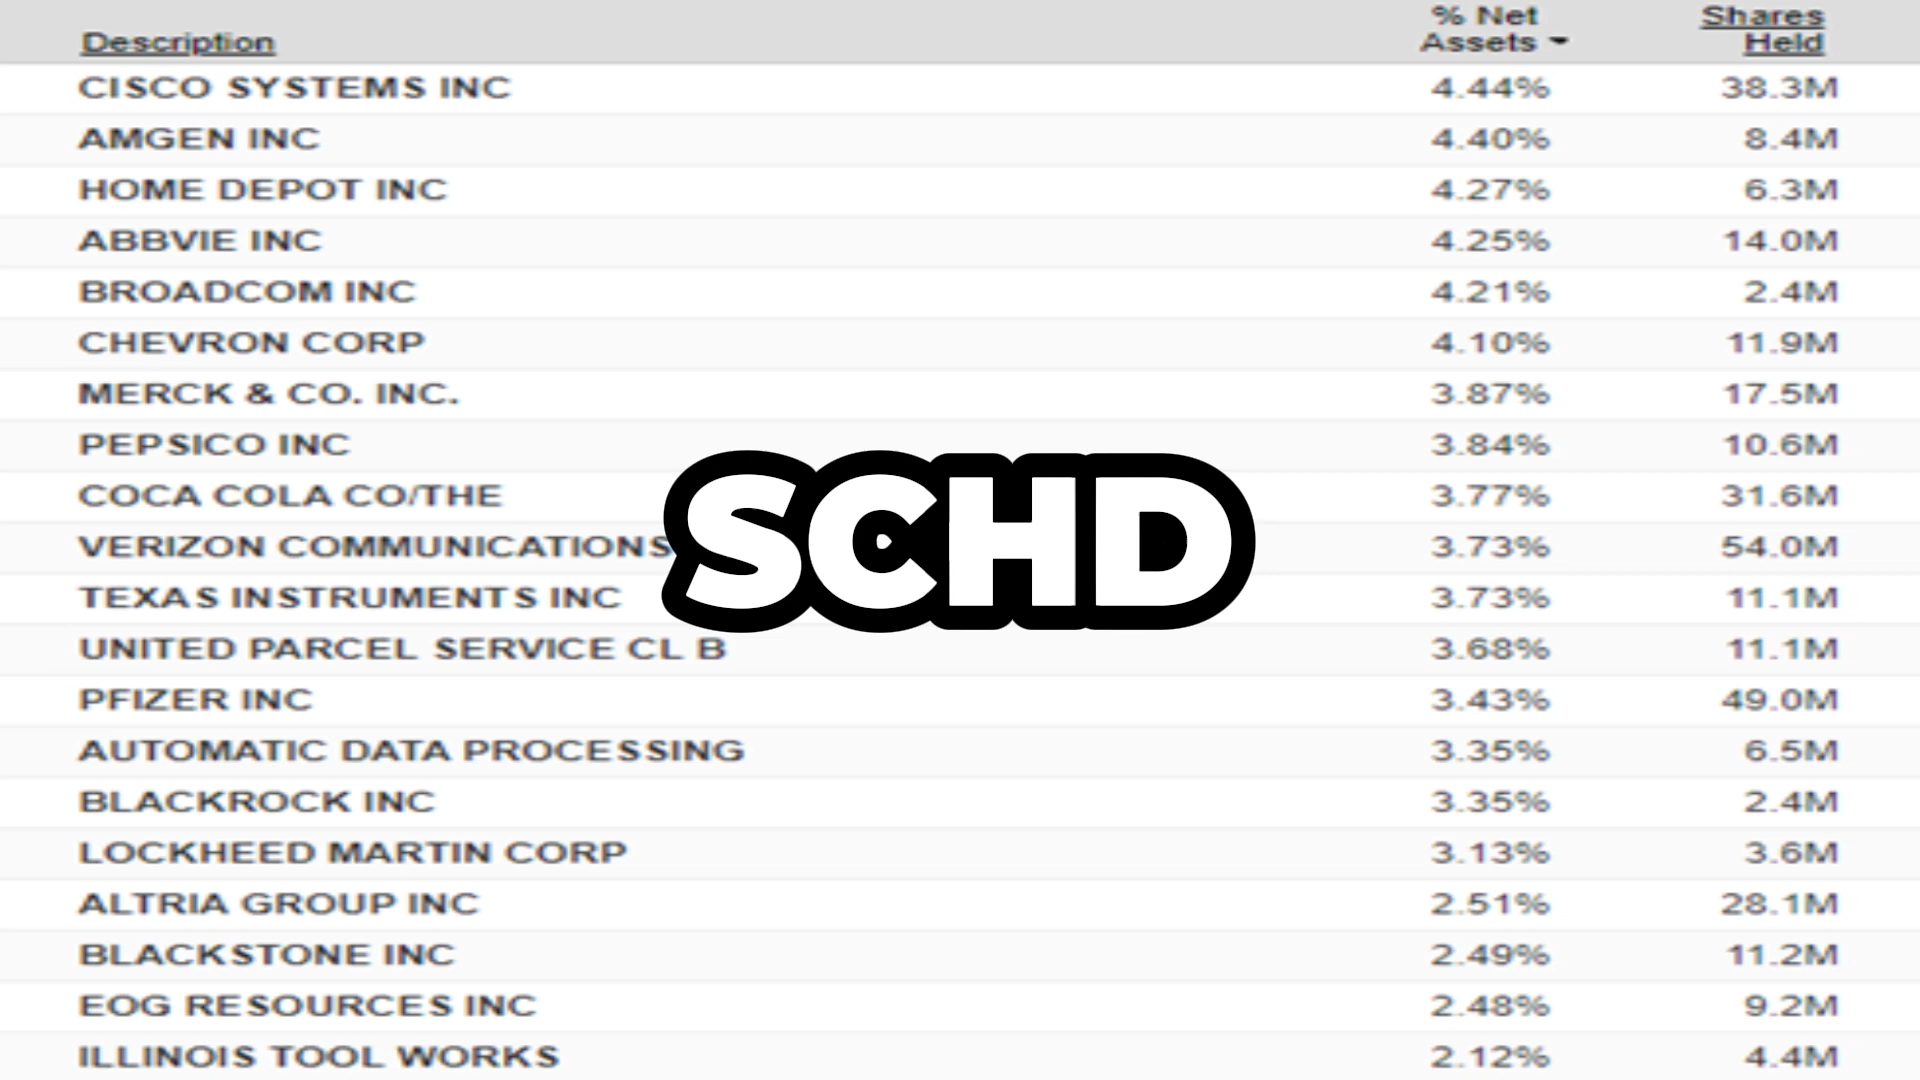 Description % Net Assets Shares Held
CISCO SYSTEMS INC 4.44% 38.3M
AMGEN INC 4.40% 8.4M
HOME DEPOT INC 4.27% 6.3M
ABBVIE INC 4.25% 14.0M
BROADCOM INC 4.21% 2.4M
CHEVRON CORP 4.10% 11.9M
MERCK & CO. INC. 3.87% 17.5M
PEPSICO INC 3.84% 10.6M
COCA COLA CO/THE 3.77% 31.6M
VERIZON COMMUNICATIONS 3.73% 54.0M
SCHD
TEXAS INSTRUMENTS INC 3.73% 11.1M
UNITED PARCEL SERVICE CL B 3.68% 11.1M
PFIZER INC 3.43% 49.0M
AUTOMATIC DATA PROCESSING 3.35% 6.5M
BLACKROCK INC 3.35% 2.4M
LOCKHEED MARTIN CORP 3.13% 3.6M
ALTRIA GROUP INC 2.51% 28.1M
BLACKSTONE INC 2.49% 11.2M
EOG RESOURCES INC 2.48% 9.2M
ILLINOIS TOOL WORKS 2.12% 4.4M